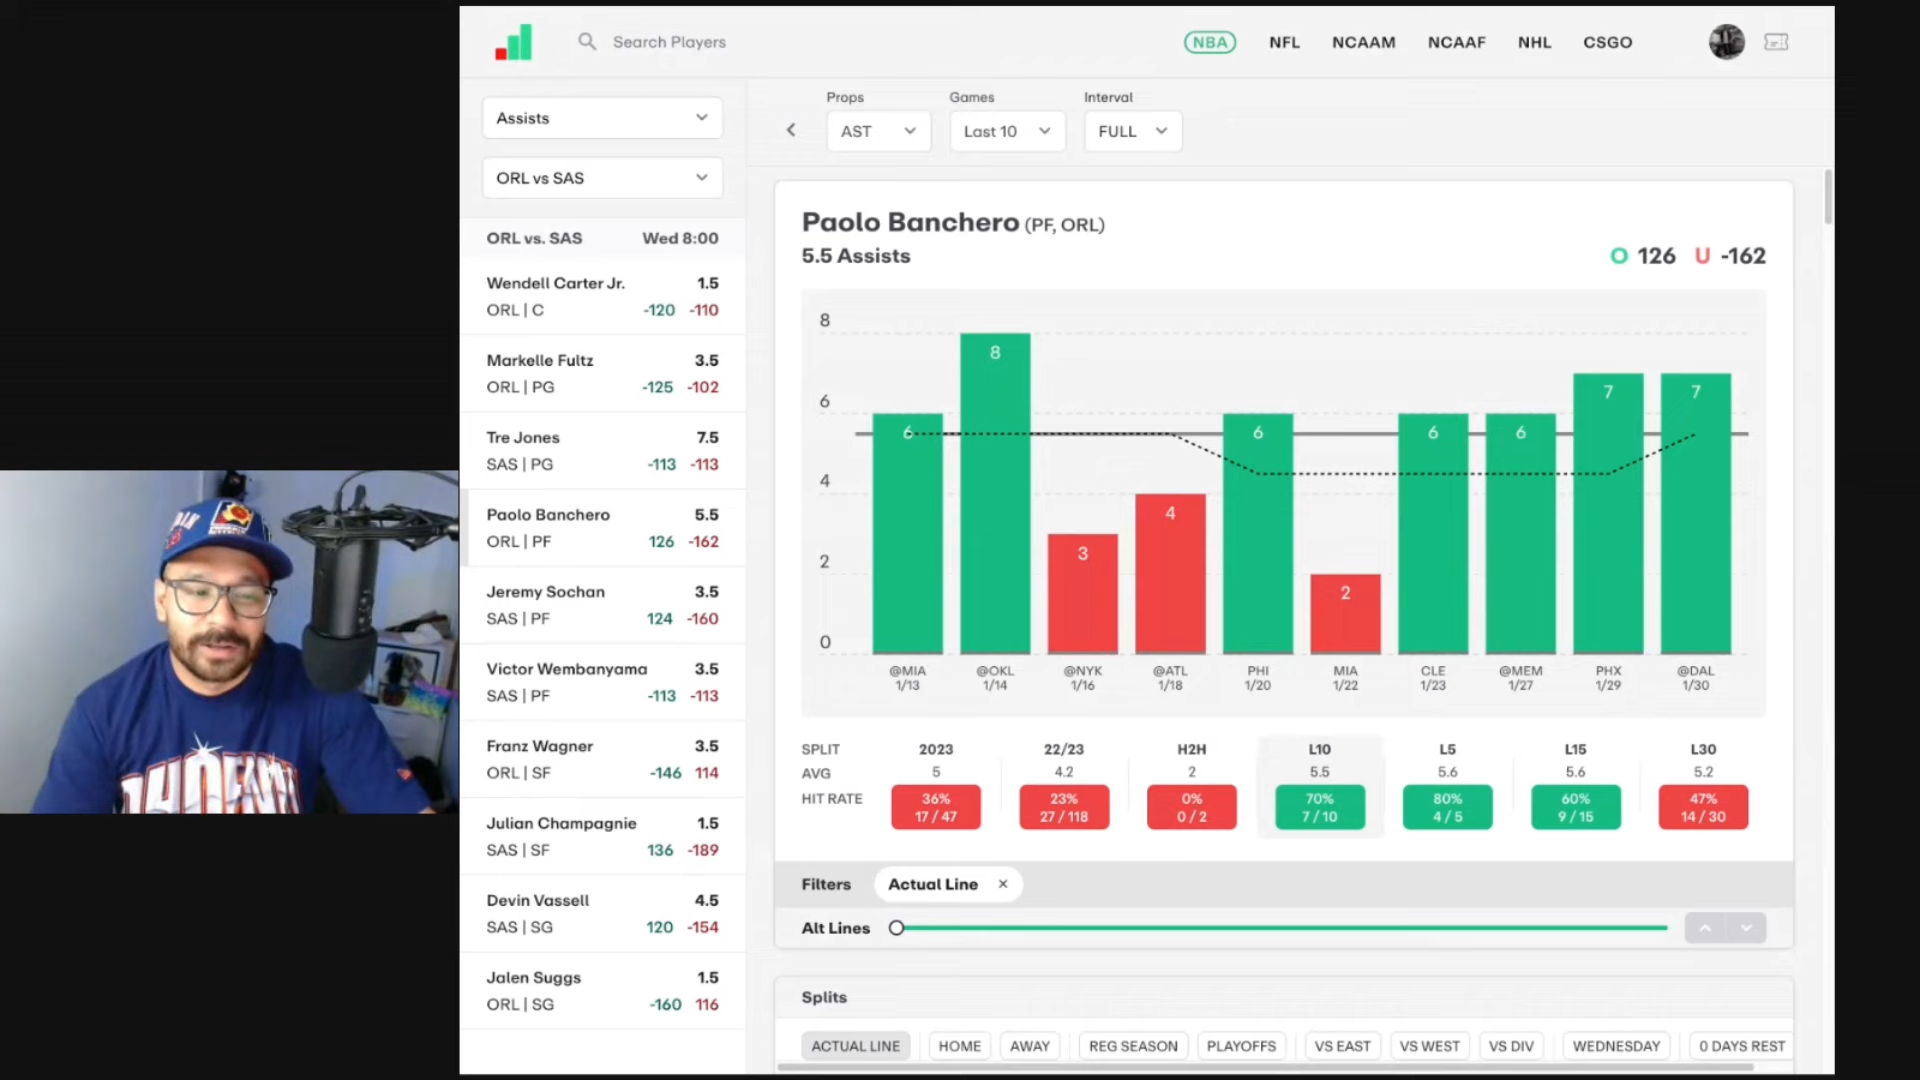 Search Players
NBA
NFL
NCAAM
NCAAF
NHL
CSGO
Assists
ORL vs SAS
ORL vs. SAS Wed 8:00
Wendell Carter Jr. 1.5
ORL | C -120 -110
Markelle Fultz 3.5
ORL | PG -125 -102
Tre Jones 7.5
SAS | PG -113 -113
Paolo Banchero 5.5
ORL | PF 126 -162
Jeremy Sochan 3.5
SAS | PF 124 -160
Victor Wembanyama 3.5
SAS | PF -113 -113
Franz Wagner 3.5
ORL | SF -146 114
Julian Champagnie 1.5
SAS | SF 136 -189
Devin Vassell 4.5
SAS | SG 120 -154
Jalen Suggs 1.5
ORL | SG -160 116
Props Games Interval
AST Last 10 FULL
Paolo Banchero (PF, ORL)
5.5 Assists O 126 U -162
8
6
4
2
0
6 8 3 4 6 2 6 6 7 7
@MIA @OKL @NYK @ATL PHI MIA CLE @MEM PHX @DAL
1/13 1/14 1/16 1/18 1/20 1/22 1/23 1/27 1/29 1/30
SPLIT 2023 22/23 H2H L10 L5 L15 L30
AVG 5 4.2 2 5.5 5.6 5.6 5.2
HIT RATE 36% 23% 0% 70% 80% 60% 47%
17 / 47 27 / 118 0 / 2 7 / 10 4 / 5 9 / 15 14 / 30
Filters Actual Line ×
Alt Lines
Splits
ACTUAL LINE HOME AWAY REG SEASON PLAYOFFS VS EAST VS WEST VS DIV WEDNESDAY 0 DAYS REST